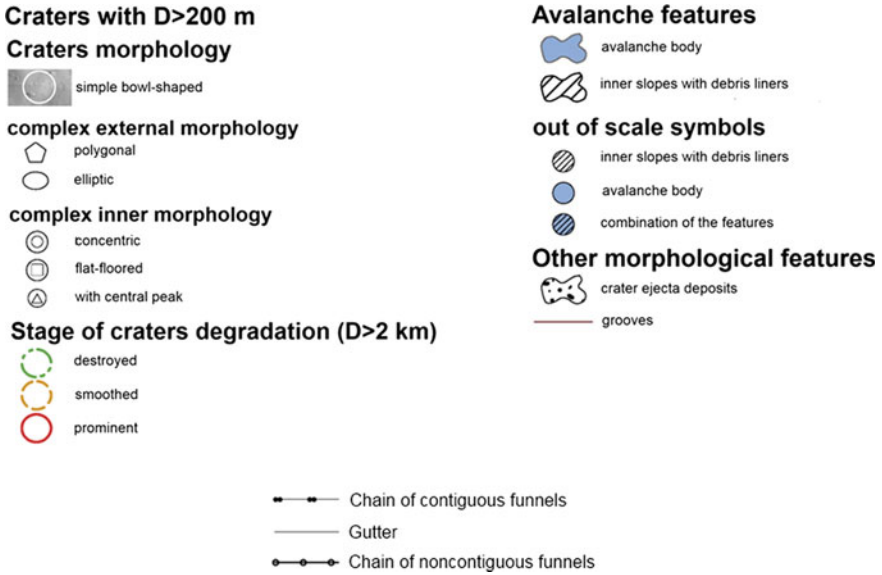 Craters with D>200 m
Craters morphology
simple bowl-shaped
complex external morphology
polygonal
elliptic
complex inner morphology
concentric
flat-floored
with central peak
Stage of craters degradation (D>2 km)
destroyed
smoothed
prominent
Avalanche features
avalanche body
inner slopes with debris liners
out of scale symbols
inner slopes with debris liners
avalanche body
combination of the features
Other morphological features
crater ejecta deposits
grooves
Chain of contiguous funnels
Gutter
Chain of noncontiguous funnels